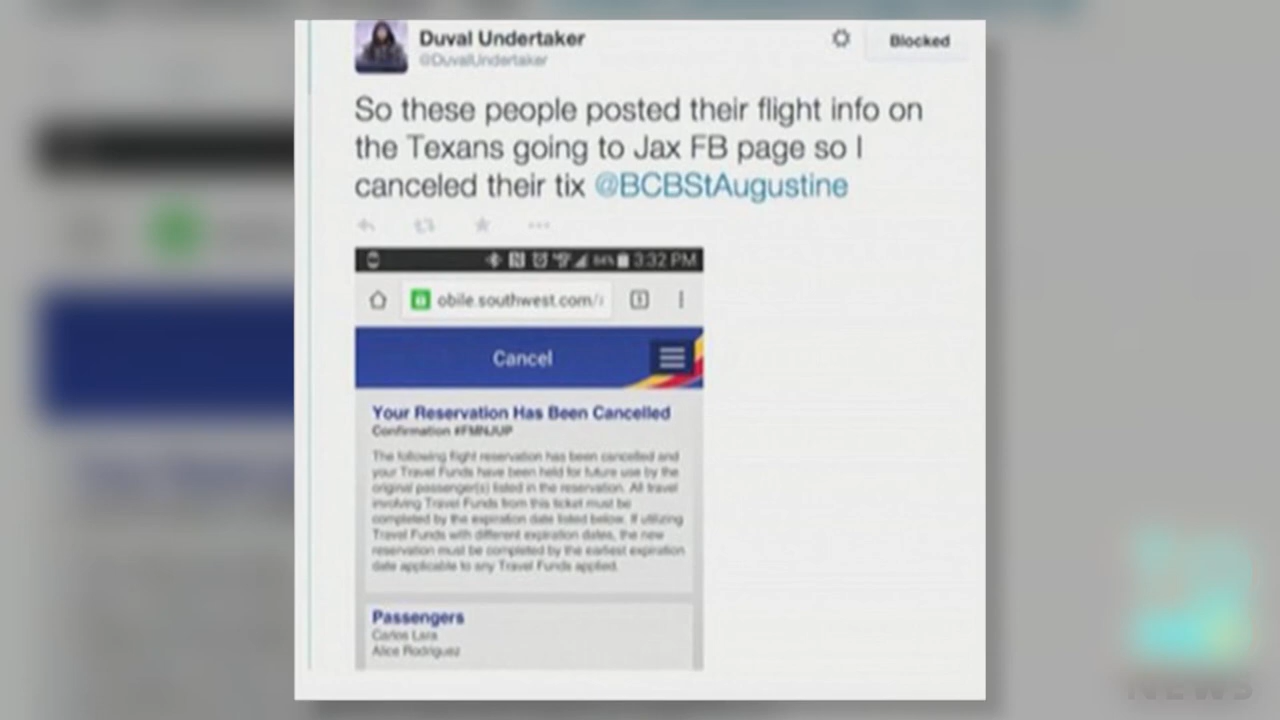 Duval Undertaker
Blocked
@DuvalUndertaker
So these people posted their flight info on
the Texans going to Jax FB page so I
canceled their tix @BCBStAugustine
84% 3:32 PM
obile.southwest.com/
Cancel
Your Reservation Has Been Cancelled
Confirmation #FMNJUP
The following flight reservation has been cancelled and
your Travel Funds have been held for future use by the
original passenger(s) listed in the reservation. All travel
involving Travel Funds from this ticket must be
completed by the expiration date listed below. If utilizing
Travel Funds with different expiration dates, the new
reservation must be completed by the earliest expiration
date applicable to any Travel Funds applied.
Passengers
Carlos Lara
Alice Rodriguez
NEWS